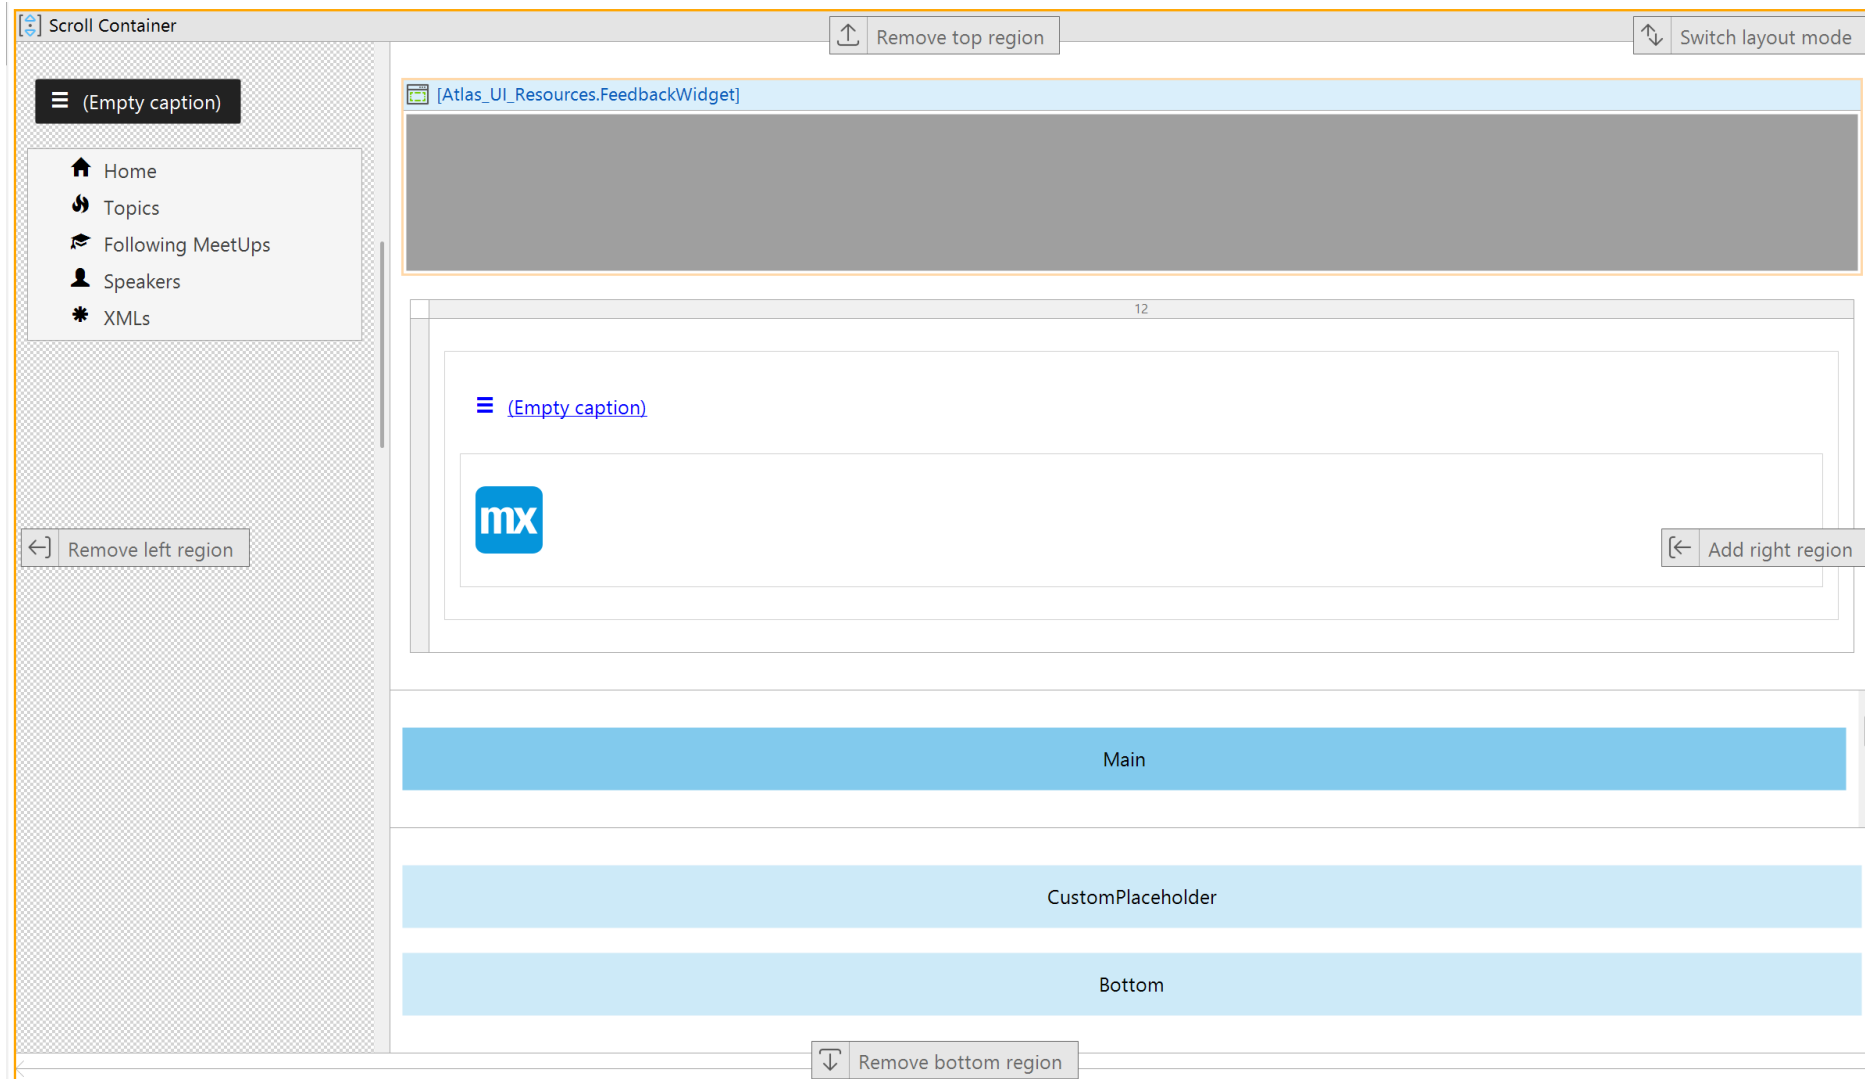 Scroll Container
Remove top region
Switch layout mode
(Empty caption)
Home
Topics
Following MeetUps
Speakers
XMLs
Remove left region
[Atlas_UI_Resources.FeedbackWidget]
12
(Empty caption)
mx
Add right region
Main
CustomPlaceholder
Bottom
Remove bottom region